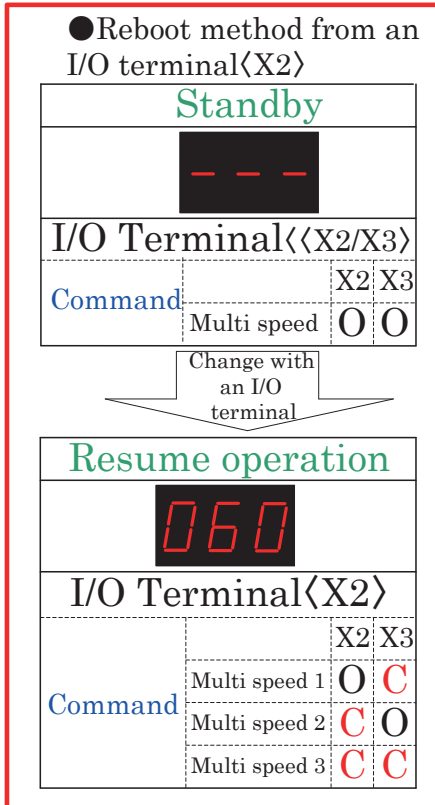 ●Reboot method from an
I/O terminal〈X2〉
Standby
---
I/O Terminal〈〈X2/X3〉
X2 X3
Command
Multi speed O O
Change with
an I/O
terminal
Resume operation
060
I/O Terminal〈X2〉
X2 X3
Multi speed 1 O C
Command
Multi speed 2 C O
Multi speed 3 C C